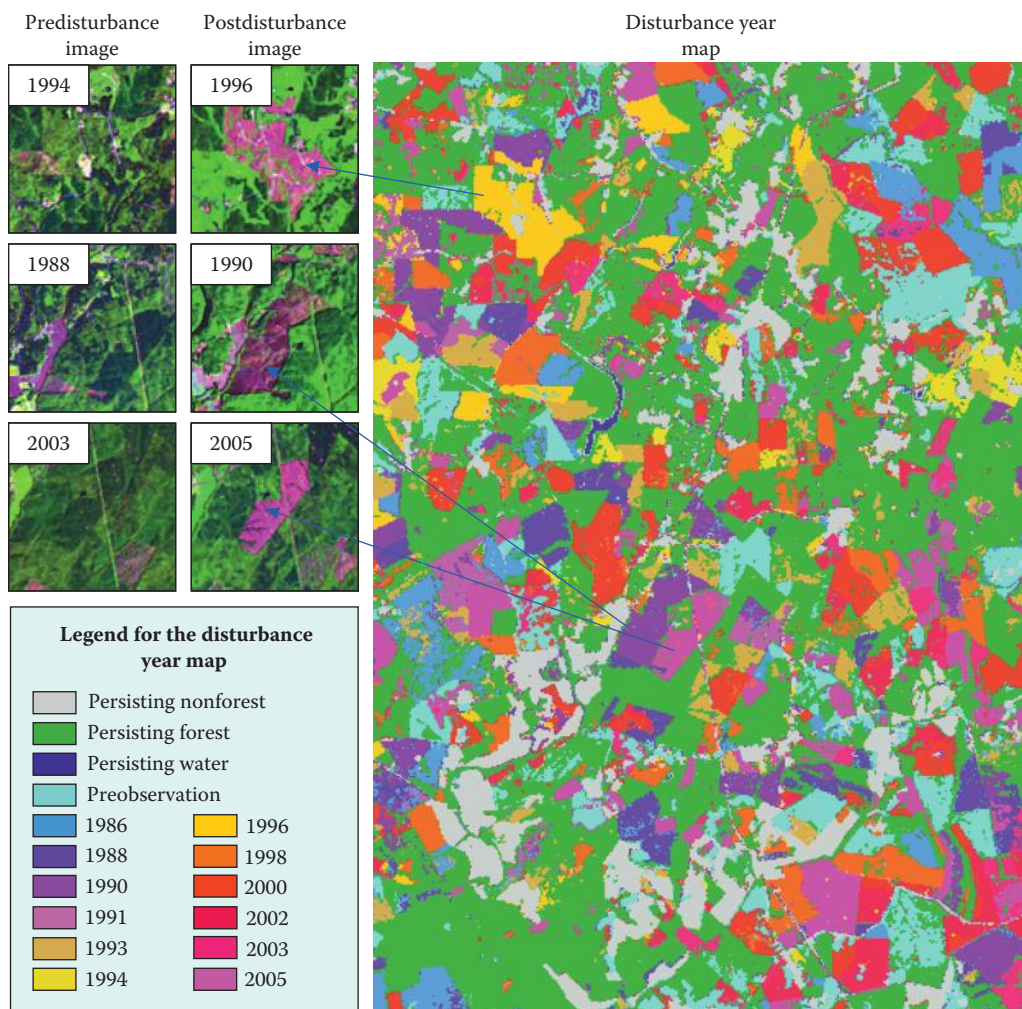 Predisturbance
image
Postdisturbance
image
Disturbance year
map
1994
1996
1988
1990
2003
2005
Legend for the disturbance
year map
Persisting nonforest
Persisting forest
Persisting water
Preobservation
1986
1988
1990
1991
1993
1994
1996
1998
2000
2002
2003
2005